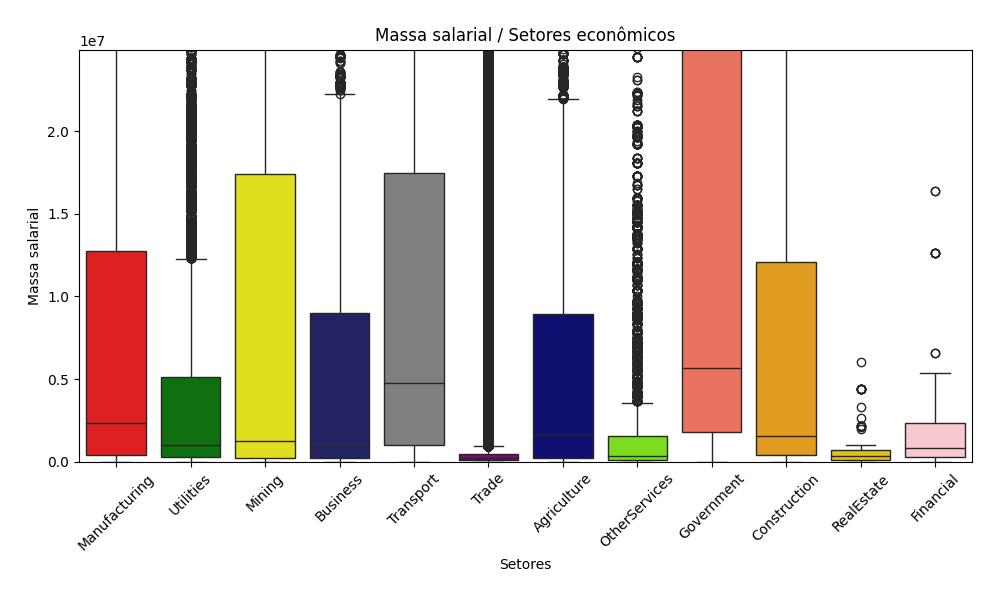 Massa salarial / Setores econômicos
1e7
2.0
1.5
1.0
0.5
0.0
Massa salarial
Manufacturing
Utilities
Mining
Business
Transport
Trade
Agriculture
OtherServices
Government
Construction
RealEstate
Financial
Setores